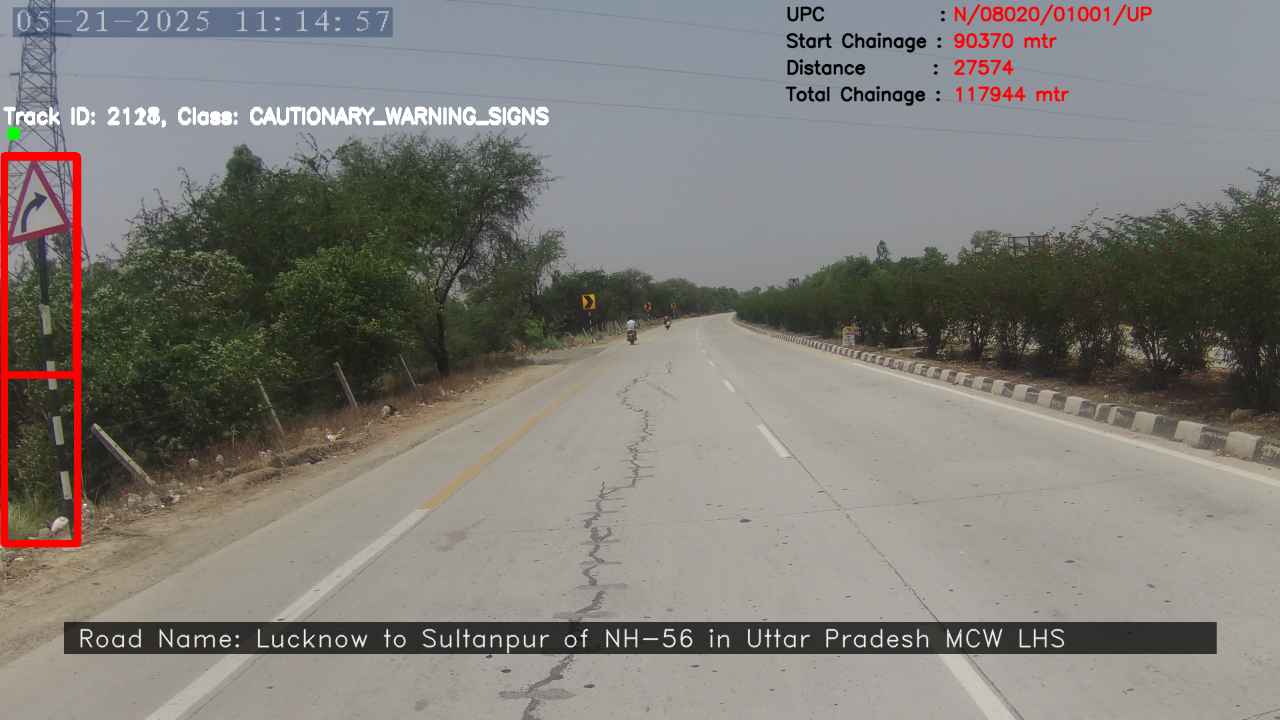 05-21-2025 11:14:57
UPC : N/08020/01001/UP
Start Chainage : 90370 mtr
Distance : 27574
Total Chainage : 117944 mtr
Track ID: , Class: CAUTIONARY_WARNING_SIGNS
Road Name: Lucknow to Sultanpur of NH-56 in Uttar Pradesh MCW LHS